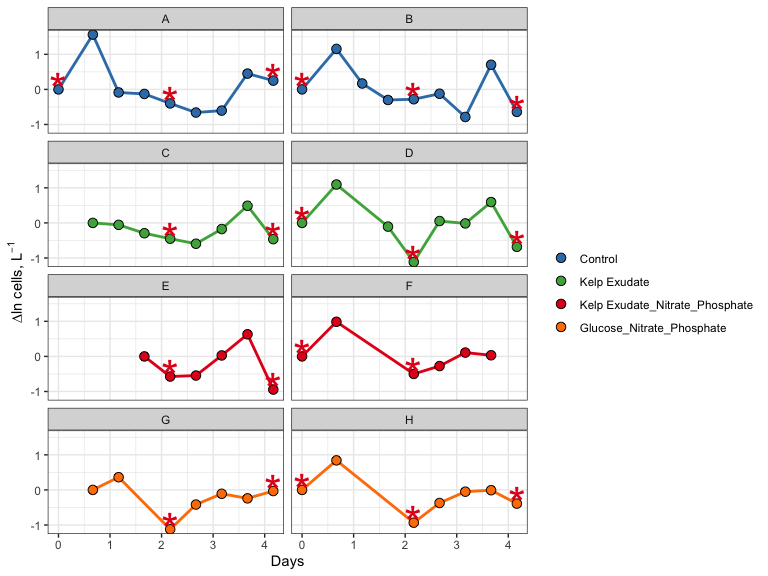 A B
1
0
-1
C D
1
0
-1
E F
1
0
-1
G H
1
0
-1
0 1 2 3 4 0 1 2 3 4
Days
Δln cells, L⁻¹
Control
Kelp Exudate
Kelp Exudate_Nitrate_Phosphate
Glucose_Nitrate_Phosphate